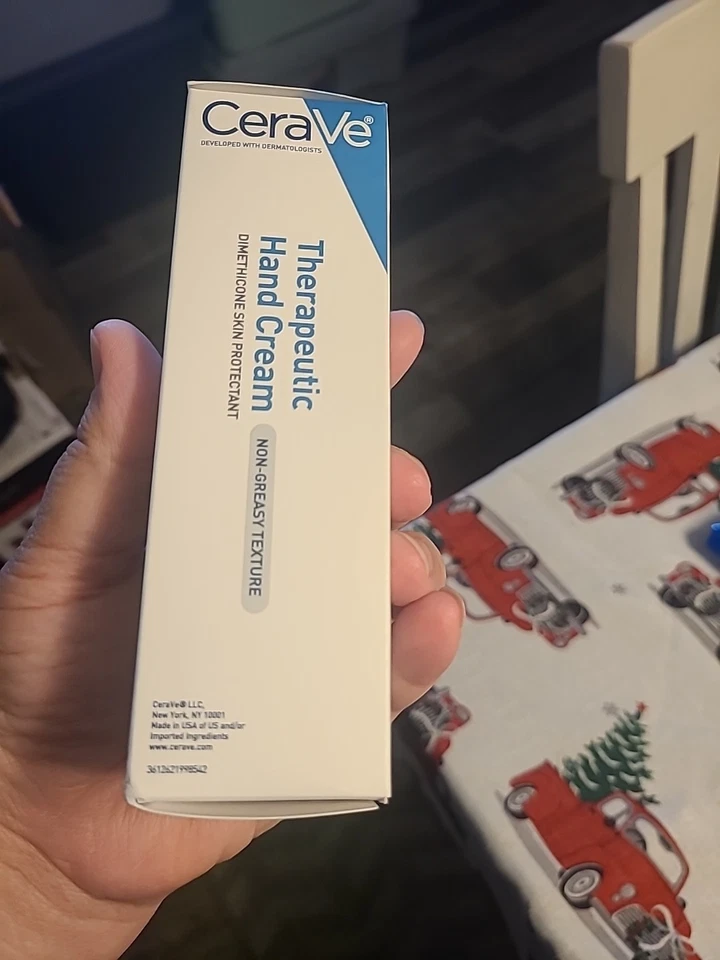 CeraVe®
DEVELOPED WITH DERMATOLOGISTS
Therapeutic
Hand Cream
DIMETHICONE SKIN PROTECTANT
NON-GREASY TEXTURE
CeraVe® LLC,
New York, NY 10001
Made in USA of US and/or
Imported Ingredients
www.cerave.com
3612621998542